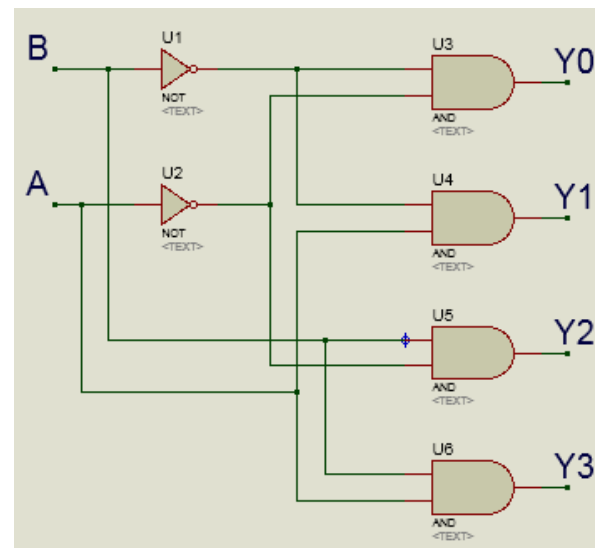 B
U1
NOT
<TEXT>
U3
AND
<TEXT>
Y0
A
U2
NOT
<TEXT>
U4
AND
<TEXT>
Y1
U5
AND
<TEXT>
Y2
U6
AND
<TEXT>
Y3